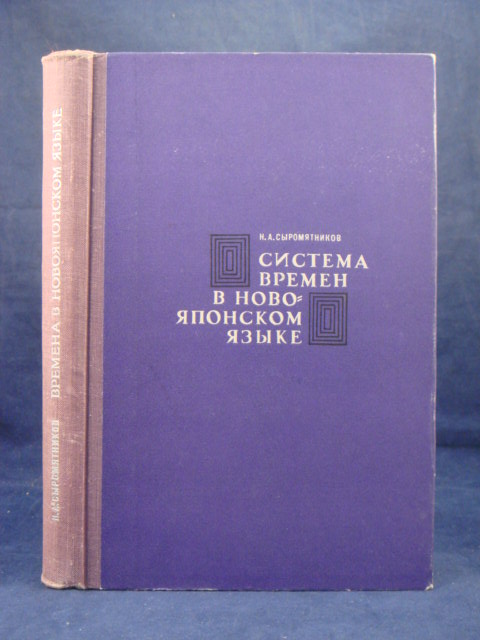 Н. А. СЫРОМЯТНИКОВ ВРЕМЕНА В НОВОЯПОНСКОМ ЯЗЫКЕ
Н. А. СЫРОМЯТНИКОВ
СИСТЕМА
ВРЕМЕН
В НОВО-
ЯПОНСКОМ
ЯЗЫКЕ